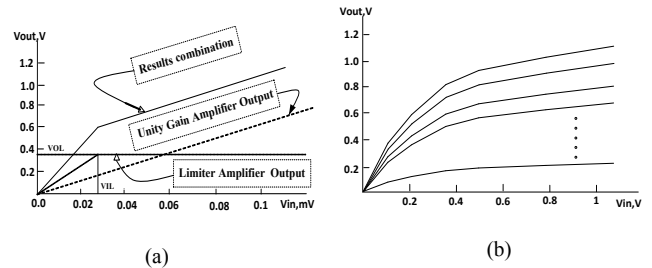 Vout,V
1.2
1.0
0.8
0.6
0.4
0.2
VOL
VIL
Results combination
Unity Gain Amplifier Output
Limiter Amplifier Output
0.0
0.02
0.04
0.06
0.08
0.1
Vin,mV
(a)
Vout,V
1.2
1.0
0.8
0.6
0.4
0.2
0.2
0.4
0.6
0.8
1
Vin,V
(b)